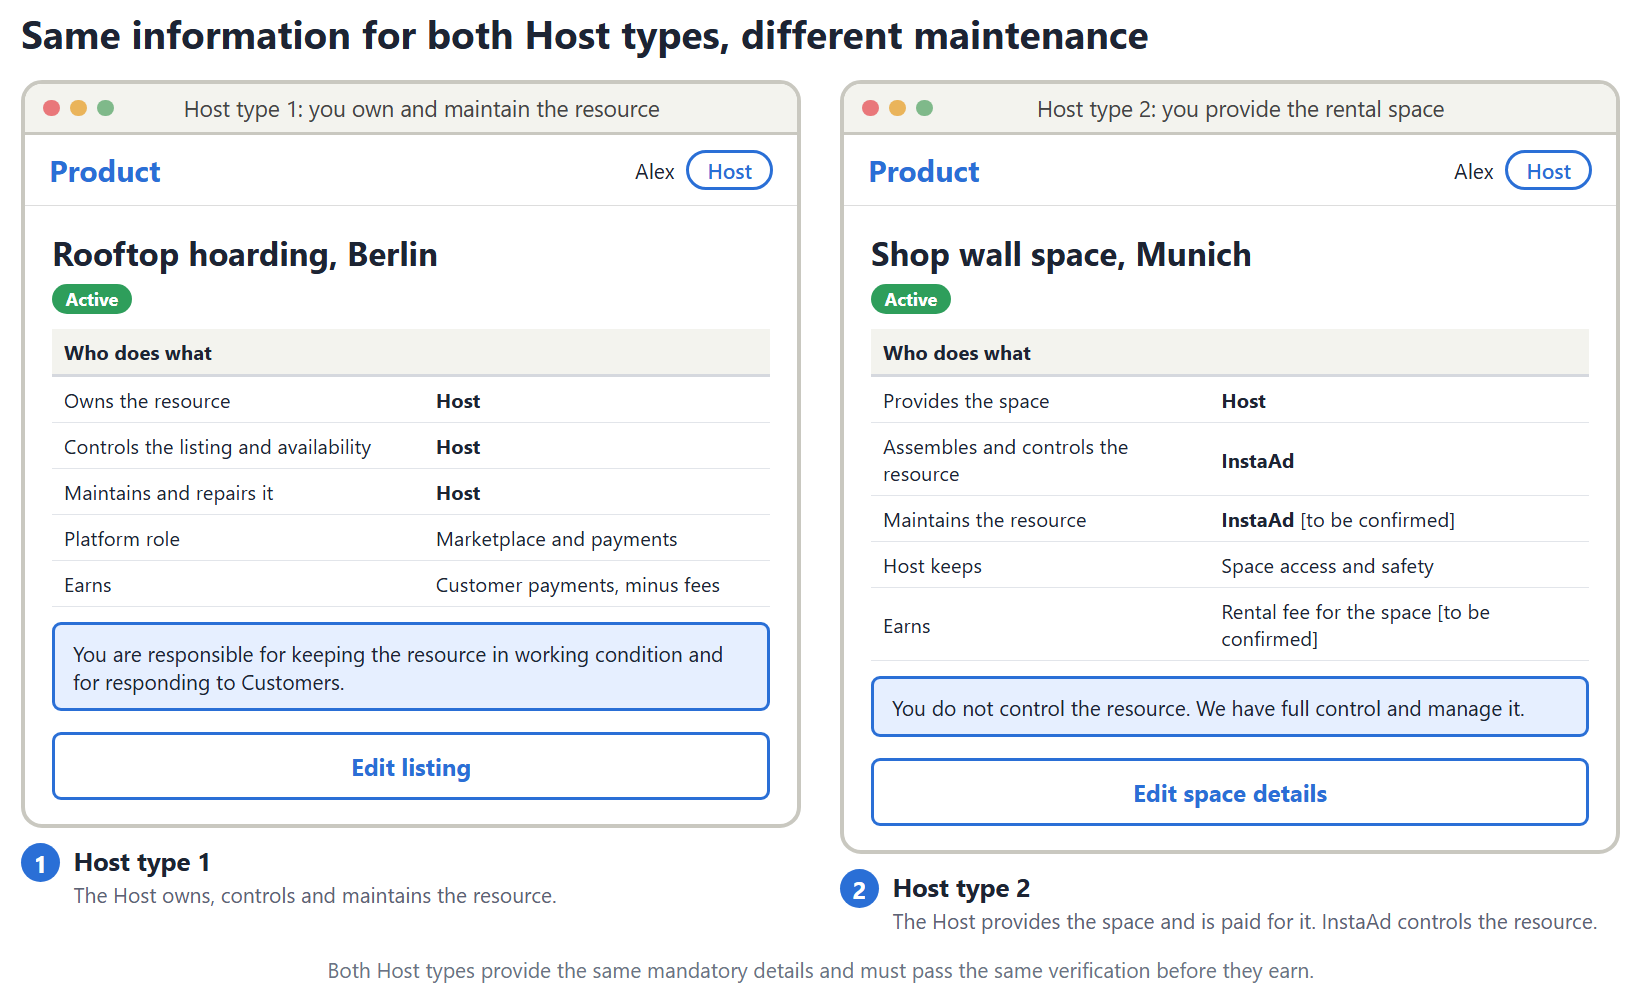 Same information for both Host types, different maintenance
Host type 1: you own and maintain the resource
Product
Alex
Host
Rooftop hoarding, Berlin
Active
Who does what
Owns the resource
Host
Controls the listing and availability
Host
Maintains and repairs it
Host
Platform role
Marketplace and payments
Earns
Customer payments, minus fees
You are responsible for keeping the resource in working condition and
for responding to Customers.
Edit listing
1
Host type 1
The Host owns, controls and maintains the resource.
Host type 2: you provide the rental space
Product
Alex
Host
Shop wall space, Munich
Active
Who does what
Provides the space
Host
Assembles and controls the
resource
InstaAd
Maintains the resource
InstaAd [to be confirmed]
Host keeps
Space access and safety
Earns
Rental fee for the space [to be
confirmed]
You do not control the resource. We have full control and manage it.
Edit space details
2
Host type 2
The Host provides the space and is paid for it. InstaAd controls the resource.
Both Host types provide the same mandatory details and must pass the same verification before they earn.